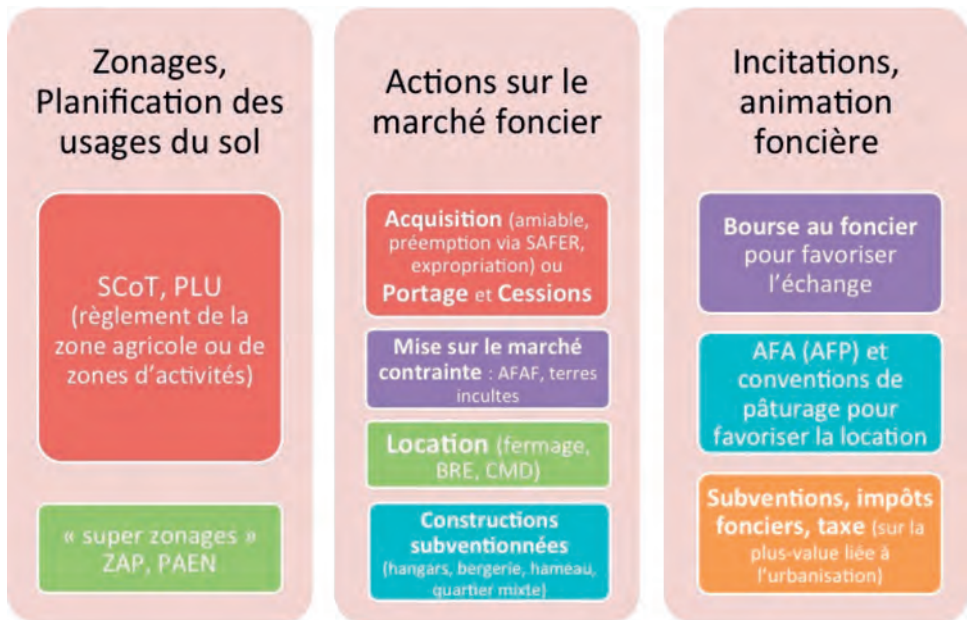 Zonages,
Planification des
usages du sol
SCoT, PLU
(règlement de la
zone agricole ou de
zones d’activités)
« super zonages »
ZAP, PAEN
Actions sur le
marché foncier
Acquisition (amiable,
préemption via SAFER,
expropriation) ou
Portage et Cessions
Mise sur le marché
contrainte : AFAF, terres
incultes
Location (fermage,
BRE, CMD)
Constructions
subventionnées
(hangars, bergerie, hameau,
quartier mixte)
Incitations,
animation
foncière
Bourse au foncier
pour favoriser
l’échange
AFA (AFP) et
conventions de
pâturage pour
favoriser la location
Subventions, impôts
fonciers, taxe (sur la
plus-value liée à
l’urbanisation)